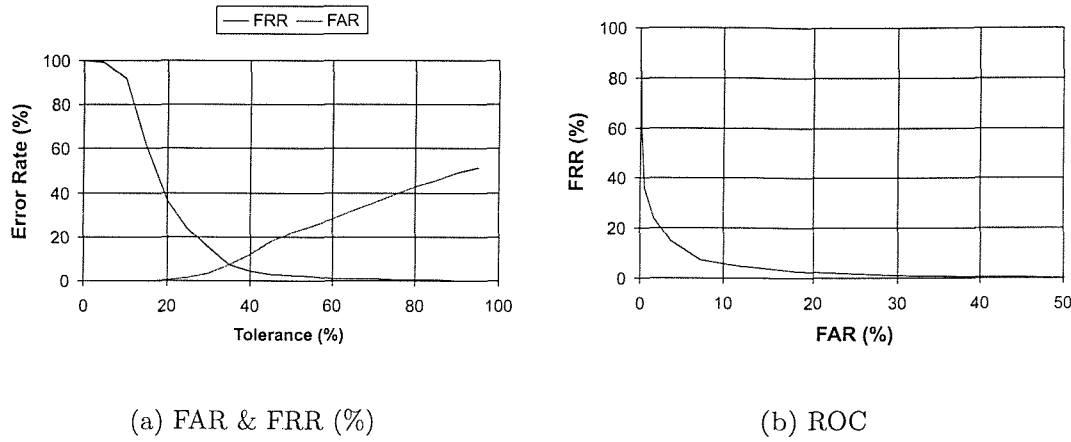 FRR FAR
100
80
60
40
20
0
Error Rate (%)
0 20 40 60 80 100
Tolerance (%)
(a) FAR & FRR (%)
100
80
60
40
20
0
FRR (%)
0 10 20 30 40 50
FAR (%)
(b) ROC